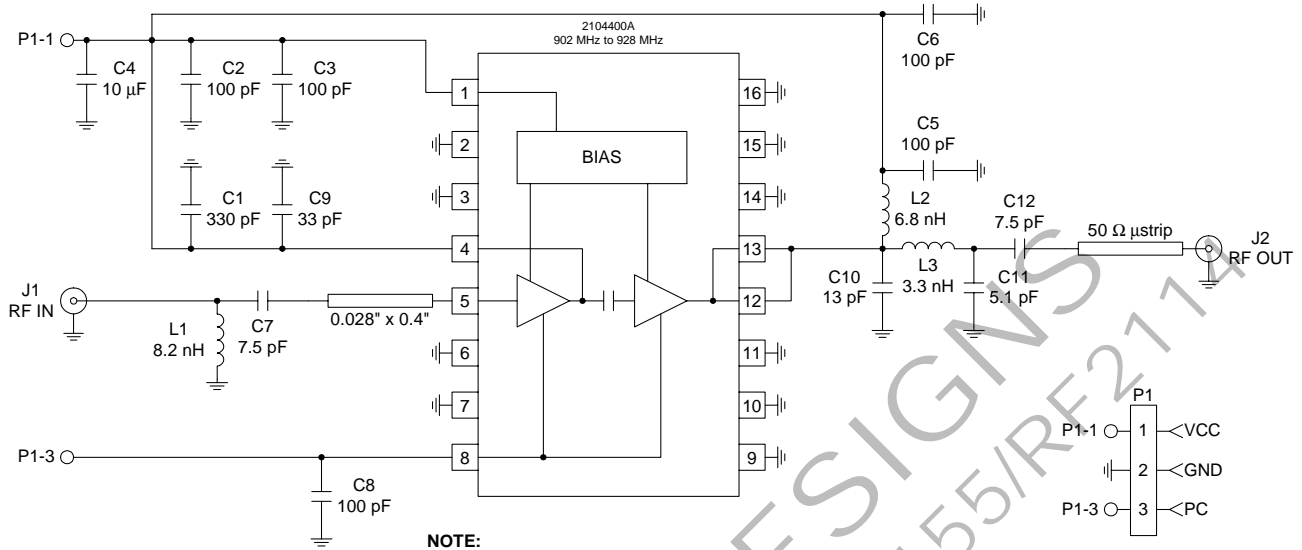 2104400A
902 MHz to 928 MHz
P1-1
C4
10 µF
C2
100 pF
C3
100 pF
C6
100 pF
1
16
2
BIAS
15
C5
100 pF
3
14
C1
330 pF
C9
33 pF
L2
6.8 nH
C12
7.5 pF
4
13
50 Ω µstrip
J2
RF OUT
J1
RF IN
C10
13 pF
L3
3.3 nH
C11
5.1 pF
5
12
0.028" x 0.4"
L1
8.2 nH
C7
7.5 pF
6
11
7
10
P1-3
8
9
C8
100 pF
P1
P1-1
1
VCC
2
GND
P1-3
3
PC
NOTE:
ESIGNS
155/RF2114